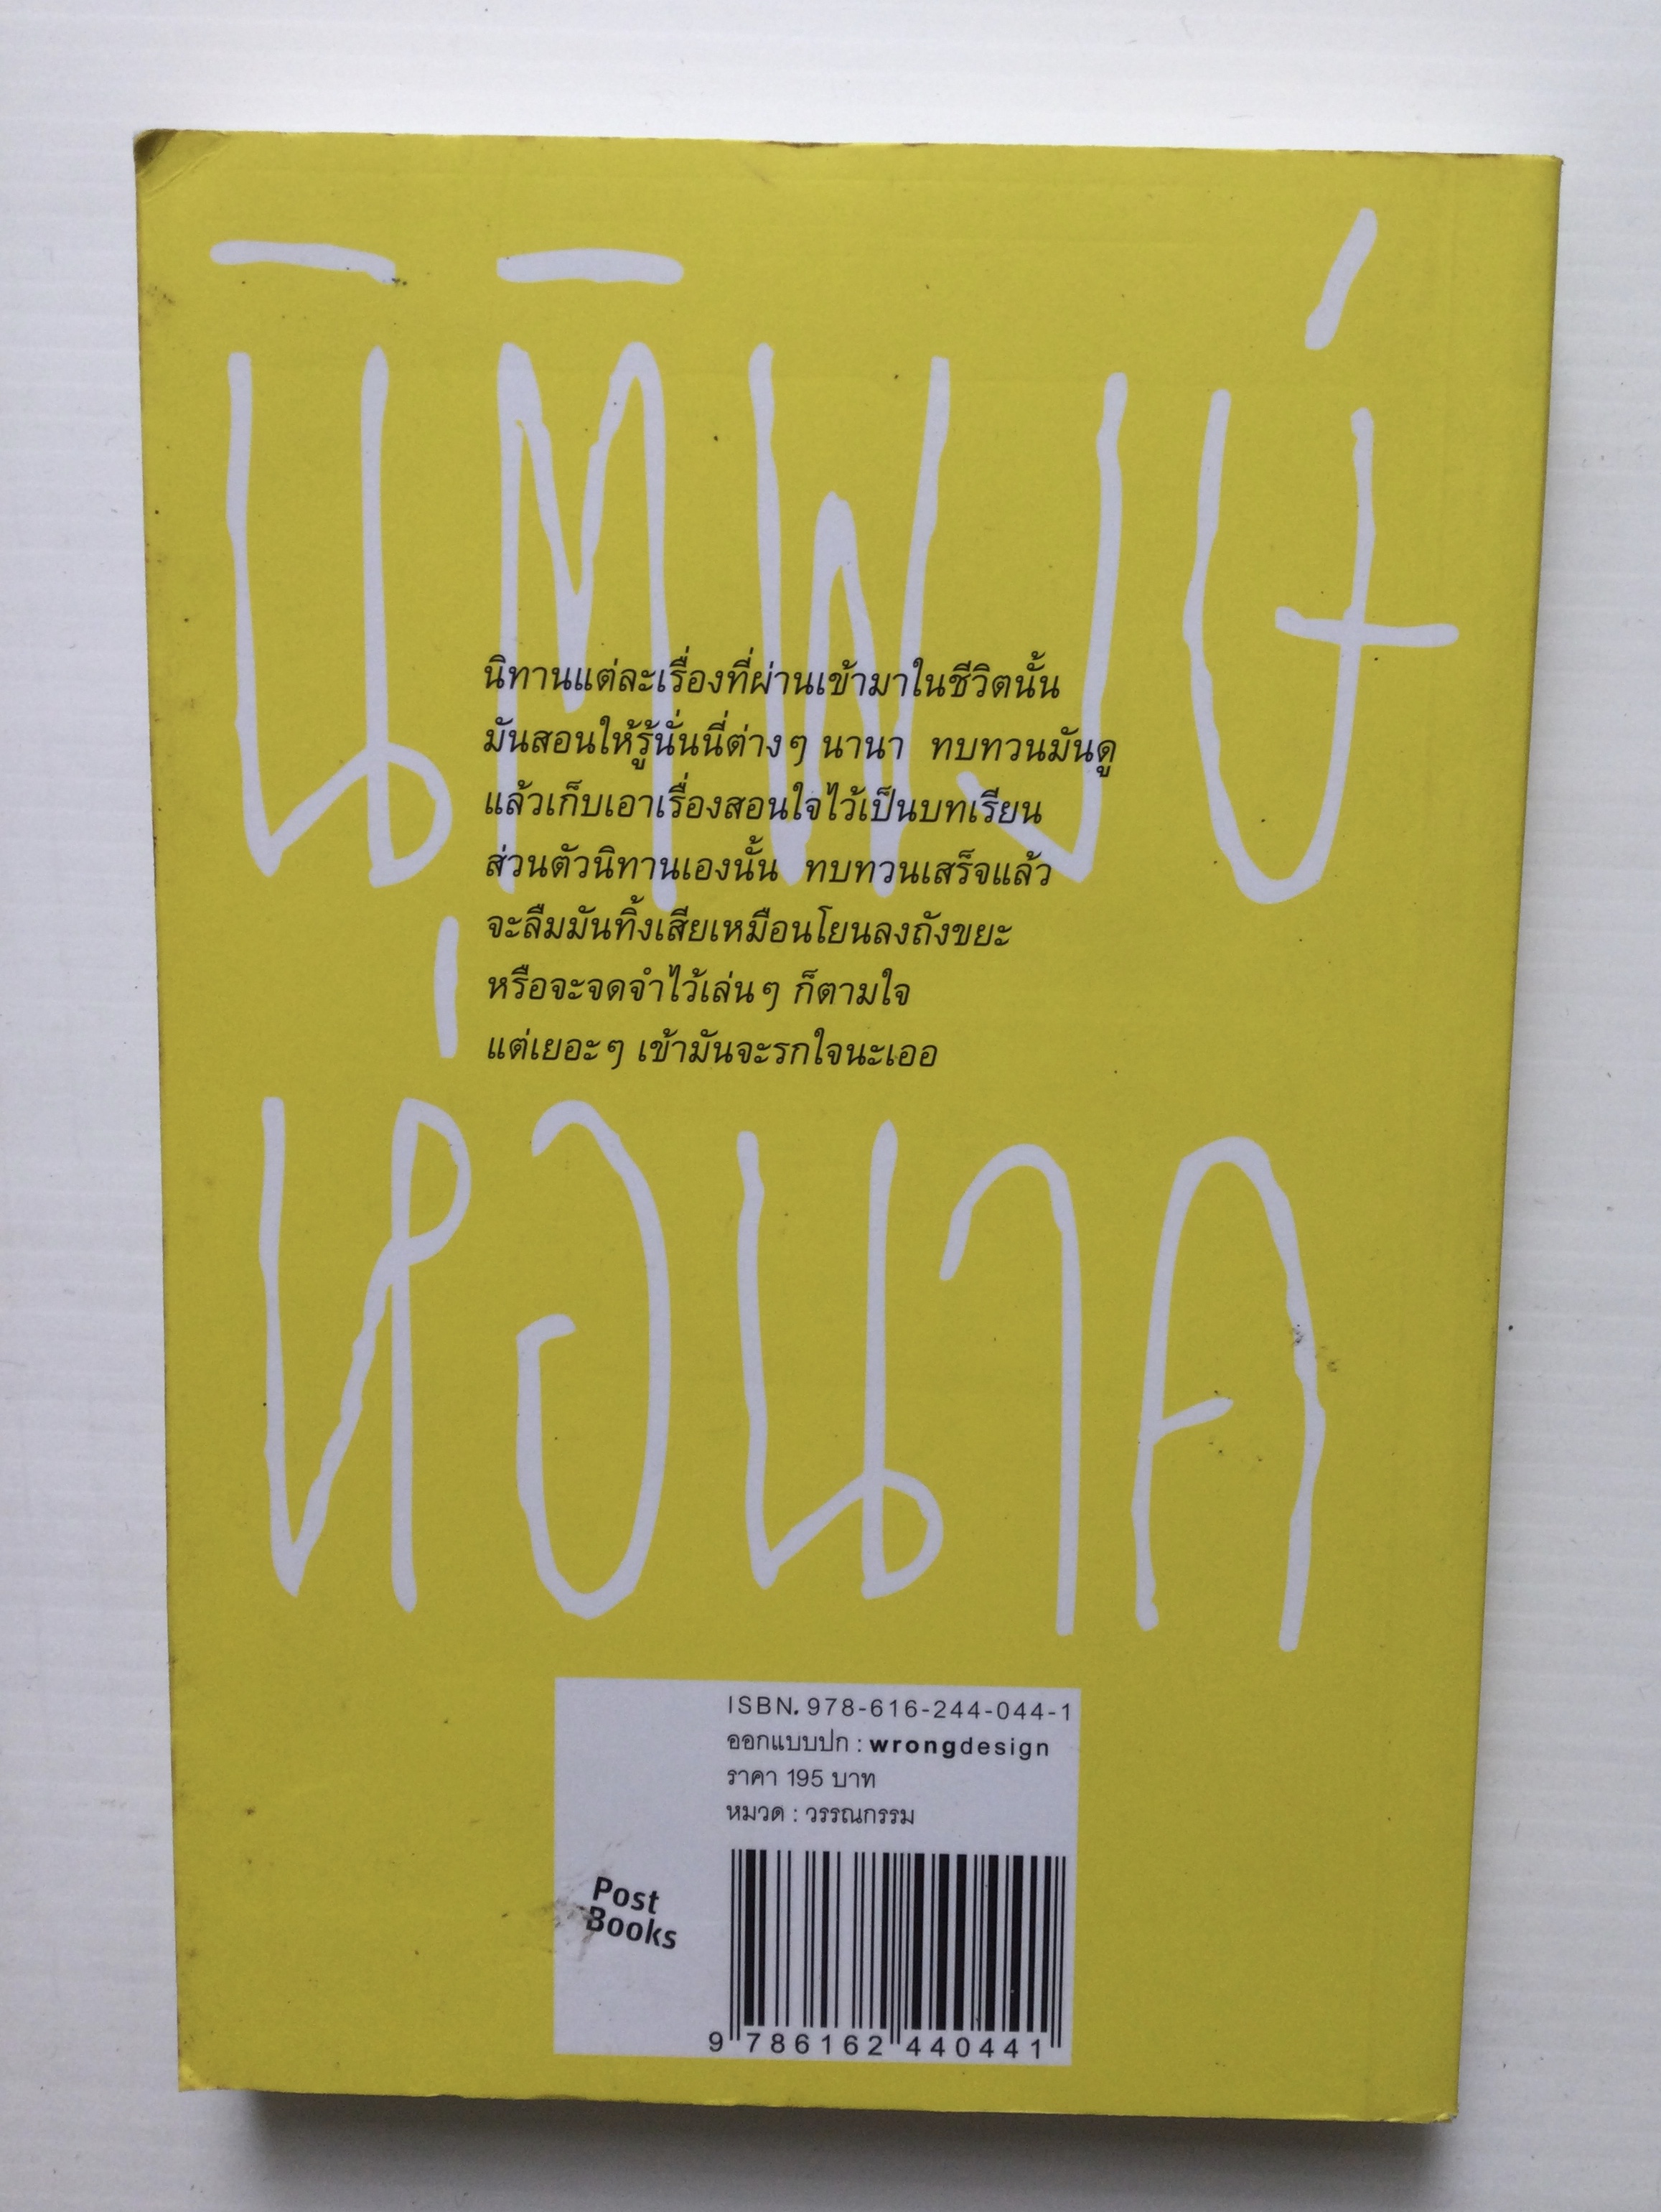 นิติพงษ์
ห่อนาค
นิทานแต่ละเรื่องที่ผ่านเข้ามาในชีวิตนั้น
มันสอนให้รู้นั่นนี่ต่างๆ นานา ทบทวนมันดู
แล้วเก็บเอาเรื่องสอนใจไว้เป็นบทเรียน
ส่วนตัวนิทานเองนั้น ทบทวนเสร็จแล้ว
จะลืมมันทิ้งเสียเหมือนโยนลงถังขยะ
หรือจะจดจำไว้เล่นๆ ก็ตามใจ
แต่เยอะๆ เข้ามันจะรกใจนะเออ
ISBN. 978-616-244-044-1
ออกแบบปก : wrongdesign
ราคา 195 บาท
หมวด : วรรณกรรม
Post
Books
9 786162 440441